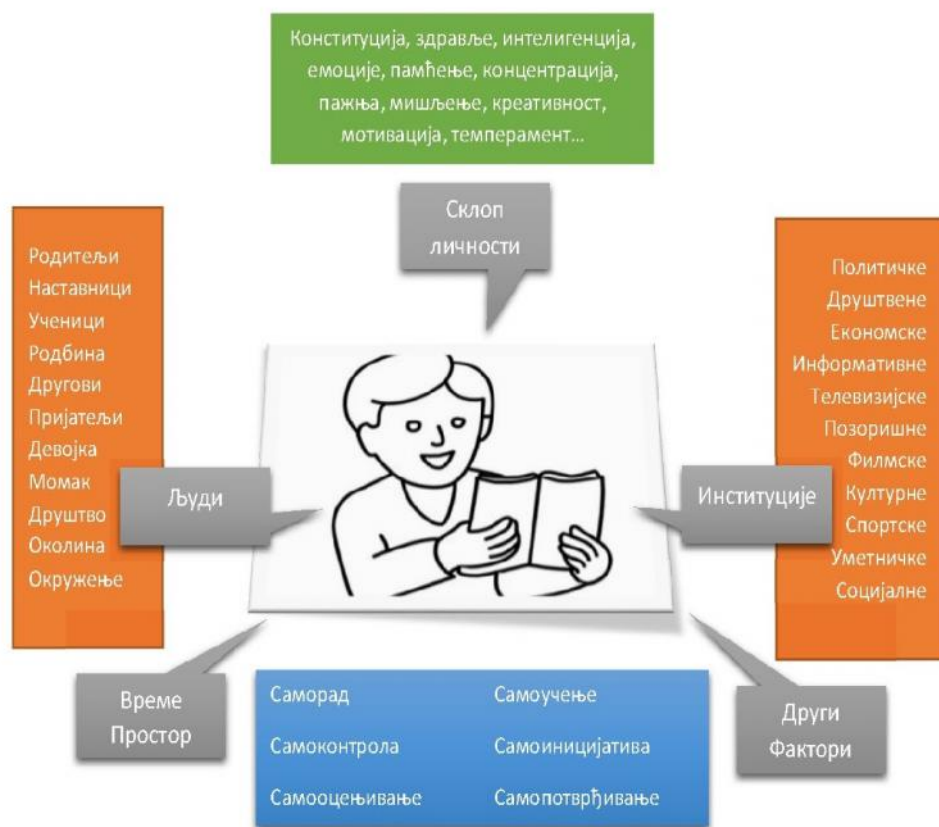 Конституција, здравље, интелигенција,
емоције, памћење, концентрација,
пажња, мишљење, креативност,
мотивација, темперамент...
Склоп
личности
Родитељи
Наставници
Ученици
Родбина
Другови
Пријатељи
Девојка
Момак
Друштво
Околина
Окружење
Људи
Политичке
Друштвене
Економске
Информативне
Телевизијске
Позоришне
Филмске
Културне
Спортске
Уметничке
Социјалне
Институције
Време
Простор
Саморад
Самоучење
Самоконтрола
Самоиницијатива
Самооцењивање
Самопотврђивање
Други
Фактори